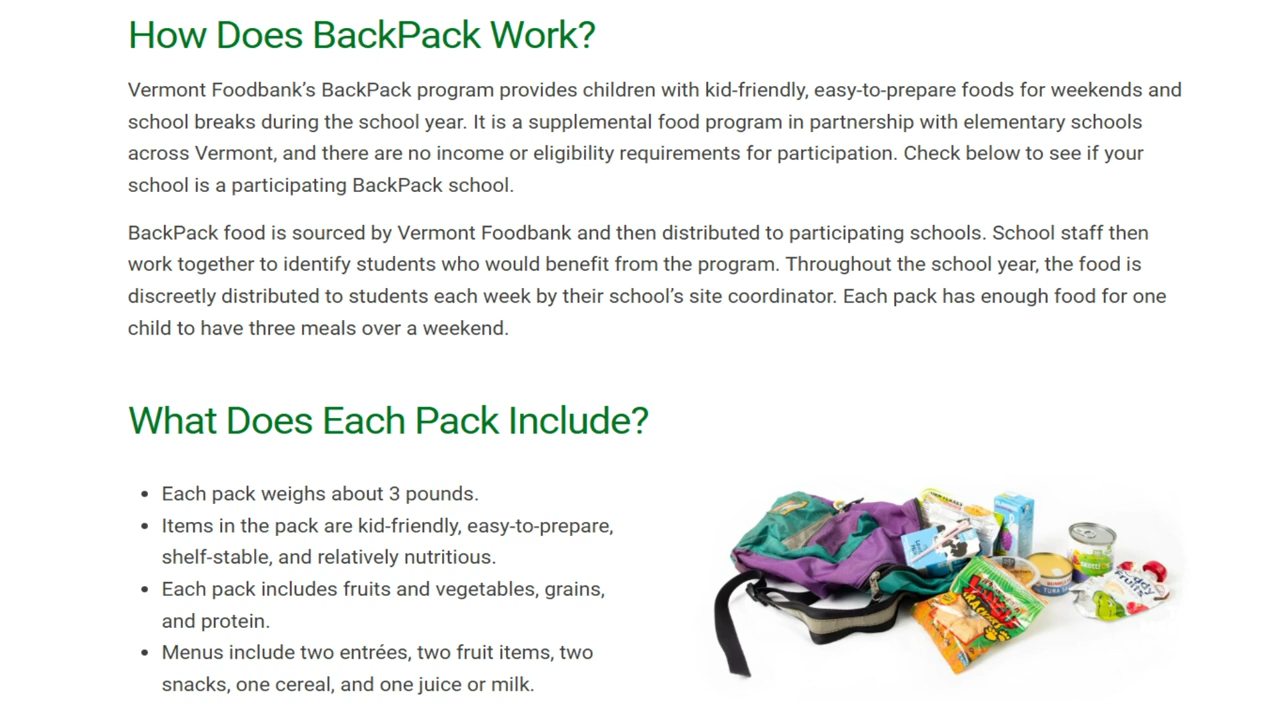 How Does BackPack Work?
Vermont Foodbank’s BackPack program provides children with kid-friendly, easy-to-prepare foods for weekends and
school breaks during the school year. It is a supplemental food program in partnership with elementary schools
across Vermont, and there are no income or eligibility requirements for participation. Check below to see if your
school is a participating BackPack school.
BackPack food is sourced by Vermont Foodbank and then distributed to participating schools. School staff then
work together to identify students who would benefit from the program. Throughout the school year, the food is
discreetly distributed to students each week by their school’s site coordinator. Each pack has enough food for one
child to have three meals over a weekend.
What Does Each Pack Include?
• Each pack weighs about 3 pounds.
• Items in the pack are kid-friendly, easy-to-prepare,
shelf-stable, and relatively nutritious.
• Each pack includes fruits and vegetables, grains,
and protein.
• Menus include two entrées, two fruit items, two
snacks, one cereal, and one juice or milk.